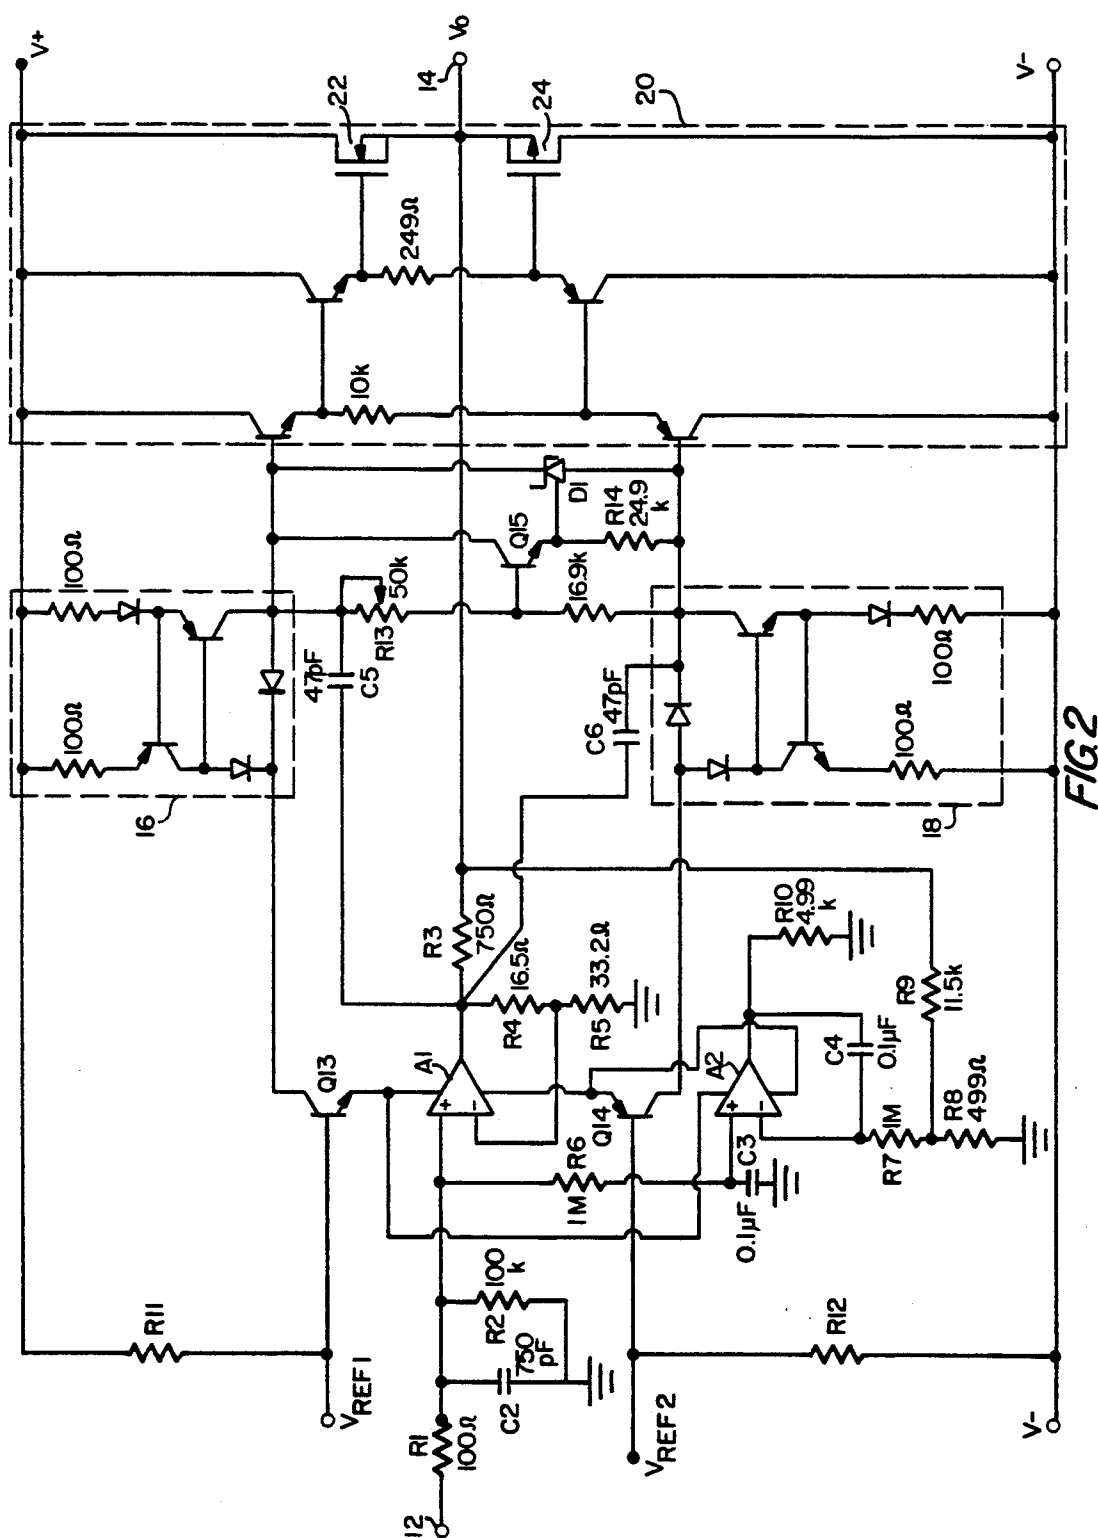 V+
R11
VREF1
Q13
16
100Ω
100Ω
47pF
C5
R13
50k
10k
249Ω
22
14
Vo
12
R1
100Ω
C2
750
pF
R2
100
k
R6
1M
A1
+
−
R3
750Ω
R4
16.5Ω
R5
33.2Ω
Q14
C6
47pF
Q15
16.9k
D1
R14
24.9
k
24
20
VREF2
R12
0.1µF
C3
A2
+
−
R10
4.99
k
C4
0.1µF
R7
1M
R8
499Ω
R9
11.5k
18
100Ω
100Ω
V-
V-
FIG.2